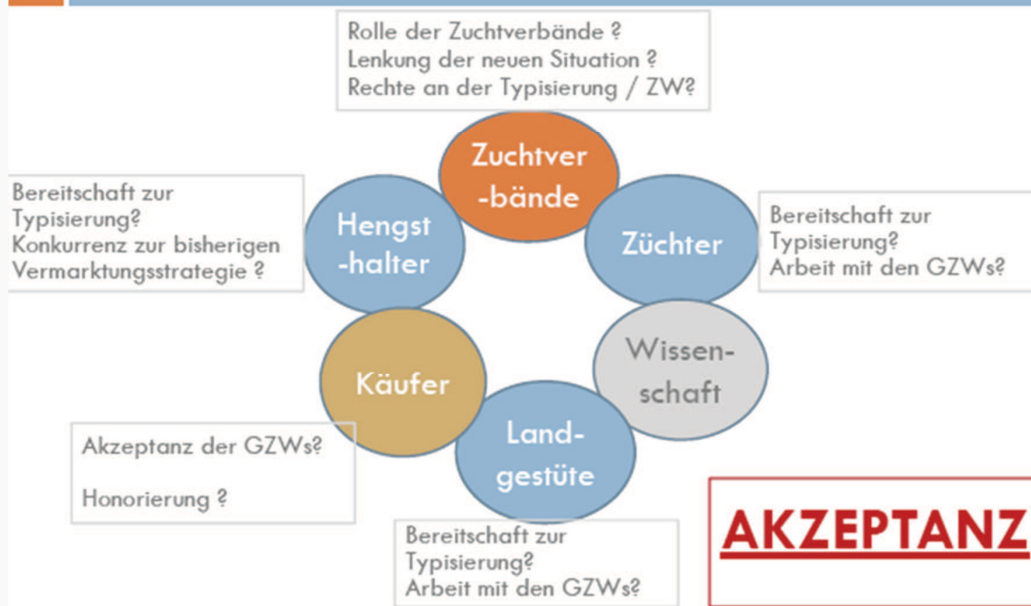 Rolle der Zuchtverbände ?
Lenkung der neuen Situation ?
Rechte an der Typisierung / ZW?
Zuchtver
-bände
Bereitschaft zur
Typisierung?
Konkurrenz zur bisherigen
Vermarktungsstrategie ?
Hengst
-halter
Züchter
Bereitschaft zur
Typisierung?
Arbeit mit den GZWs?
Wissen-
schaft
Käufer
Akzeptanz der GZWs?
Honorierung ?
Land-
gestüte
Bereitschaft zur
Typisierung?
Arbeit mit den GZWs?
AKZEPTANZ